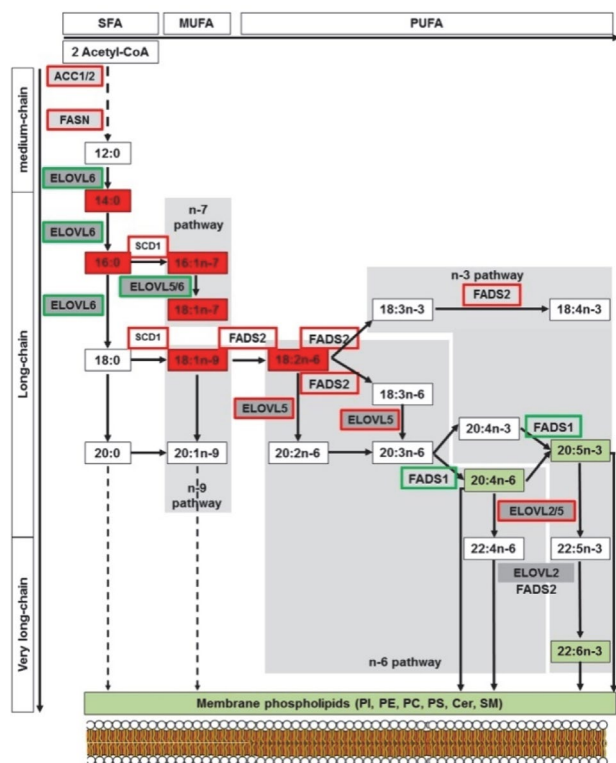 SFA MUFA PUFA
2 Acetyl-CoA
ACC1/2
FASN
medium-chain
12:0
ELOVL6
14:0
n-7
pathway
ELOVL6
SCD1
16:0 16:1n-7
n-3 pathway
ELOVL5/6
FADS2
ELOVL6
18:1n-7
18:3n-3 18:4n-3
Long-chain
SCD1 FADS2 FADS2
18:0 18:1n-9 18:2n-6
FADS2
18:3n-6
ELOVL5 ELOVL5
20:4n-3 FADS1
20:0 20:1n-9 20:2n-6 20:3n-6 20:5n-3
FADS1 20:4n-6
n-9
pathway
ELOVL2/5
22:4n-6 22:5n-3
ELOVL2
FADS2
Very long-chain
22:6n-3
n-6 pathway
Membrane phospholipids (PI, PE, PC, PS, Cer, SM)